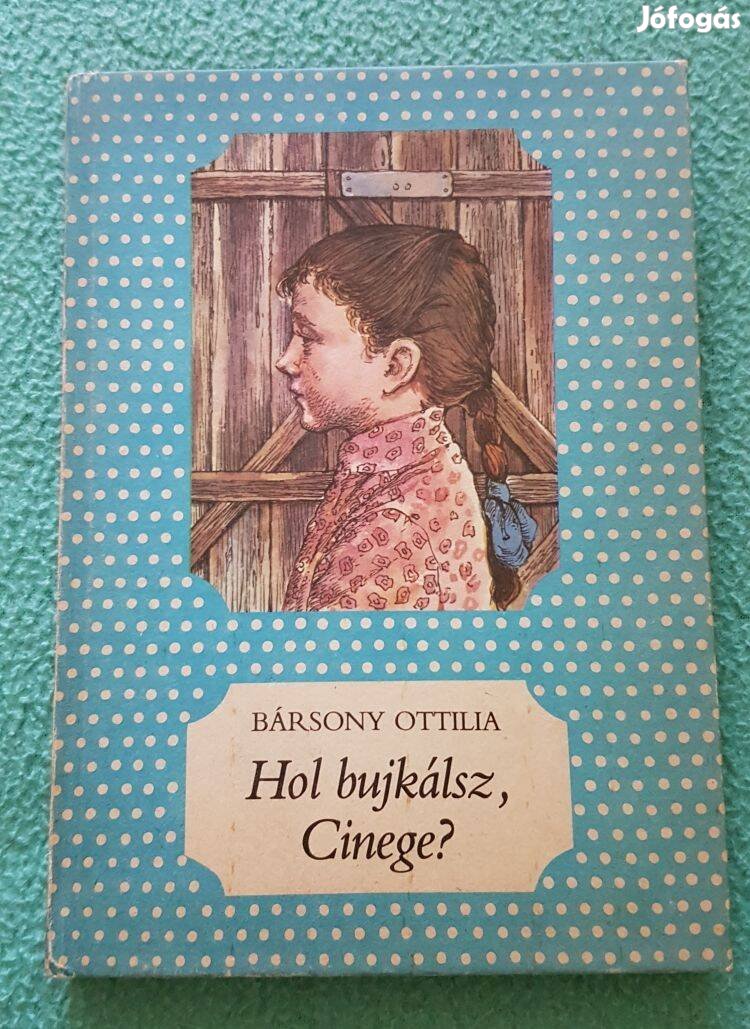 Jófogás
BÁRSONY OTTILIA
Hol bujkálsz,
Cinege?